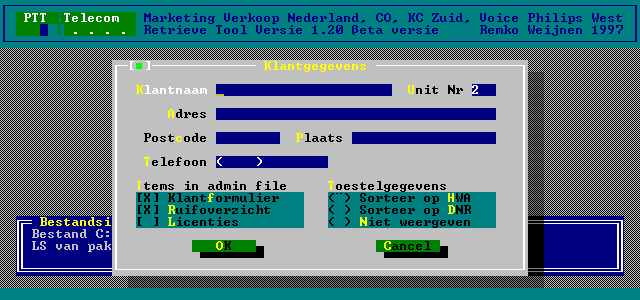 PTT Telecom Marketing Verkoop Nederland, CO, KC Zuid, Voice Philips West
. . . . Retrieve Tool Versie 1.20 Beta versie Remko Weijnen 1997
[■] Klantgegevens
Klantnaam _ Unit Nr 2
Adres
Postcode Plaats
Telefoon ( )
Items in admin file Toestelgegevens
[X] Klantformulier (¨) Sorteer op HVA
[X] Ruifoverzicht ( ) Sorteer op DNR
[ ] Licenties ( ) Niet weergeven
Bestandsi
Bestand C:
LS van pak
OK Cancel